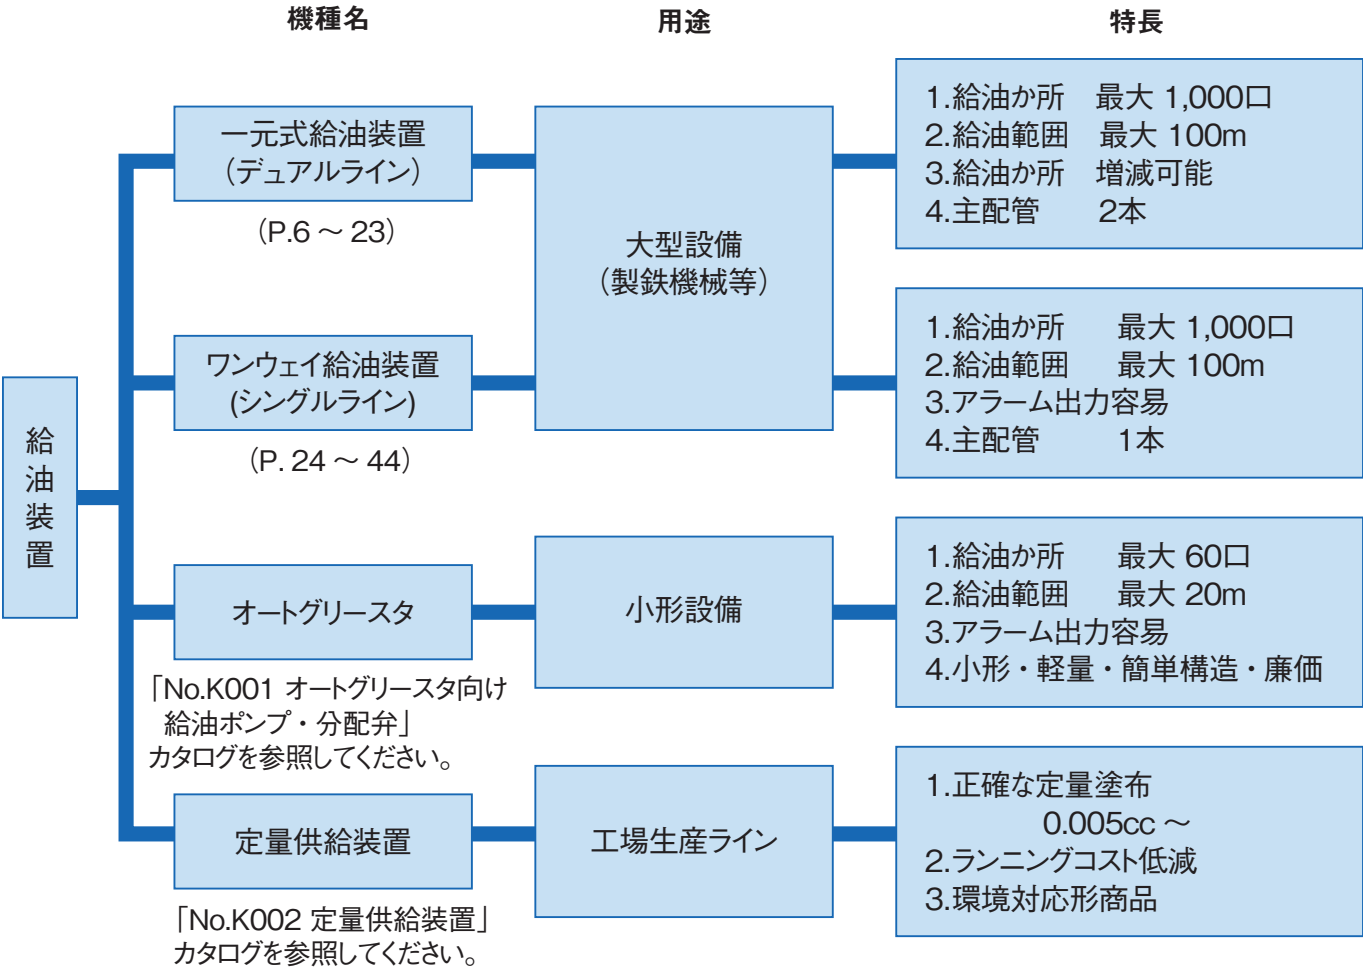 機種名
用途
特長
給油装置
一元式給油装置
（デュアルライン）
（P.6 ～ 23）
ワンウェイ給油装置
(シングルライン)
（P. 24 ～ 44）
オートグリースタ
「No.K001 オートグリースタ向け
給油ポンプ・分配弁」
カタログを参照してください。
定量供給装置
「No.K002 定量供給装置」
カタログを参照してください。
大型設備
（製鉄機械等）
小形設備
工場生産ライン
1.給油か所 最大 1,000口
2.給油範囲 最大 100m
3.給油か所 増減可能
4.主配管 2本
1.給油か所 最大 1,000口
2.給油範囲 最大 100m
3.アラーム出力容易
4.主配管 1本
1.給油か所 最大 60口
2.給油範囲 最大 20m
3.アラーム出力容易
4.小形・軽量・簡単構造・廉価
1.正確な定量塗布
0.005cc ～
2.ランニングコスト低減
3.環境対応形商品